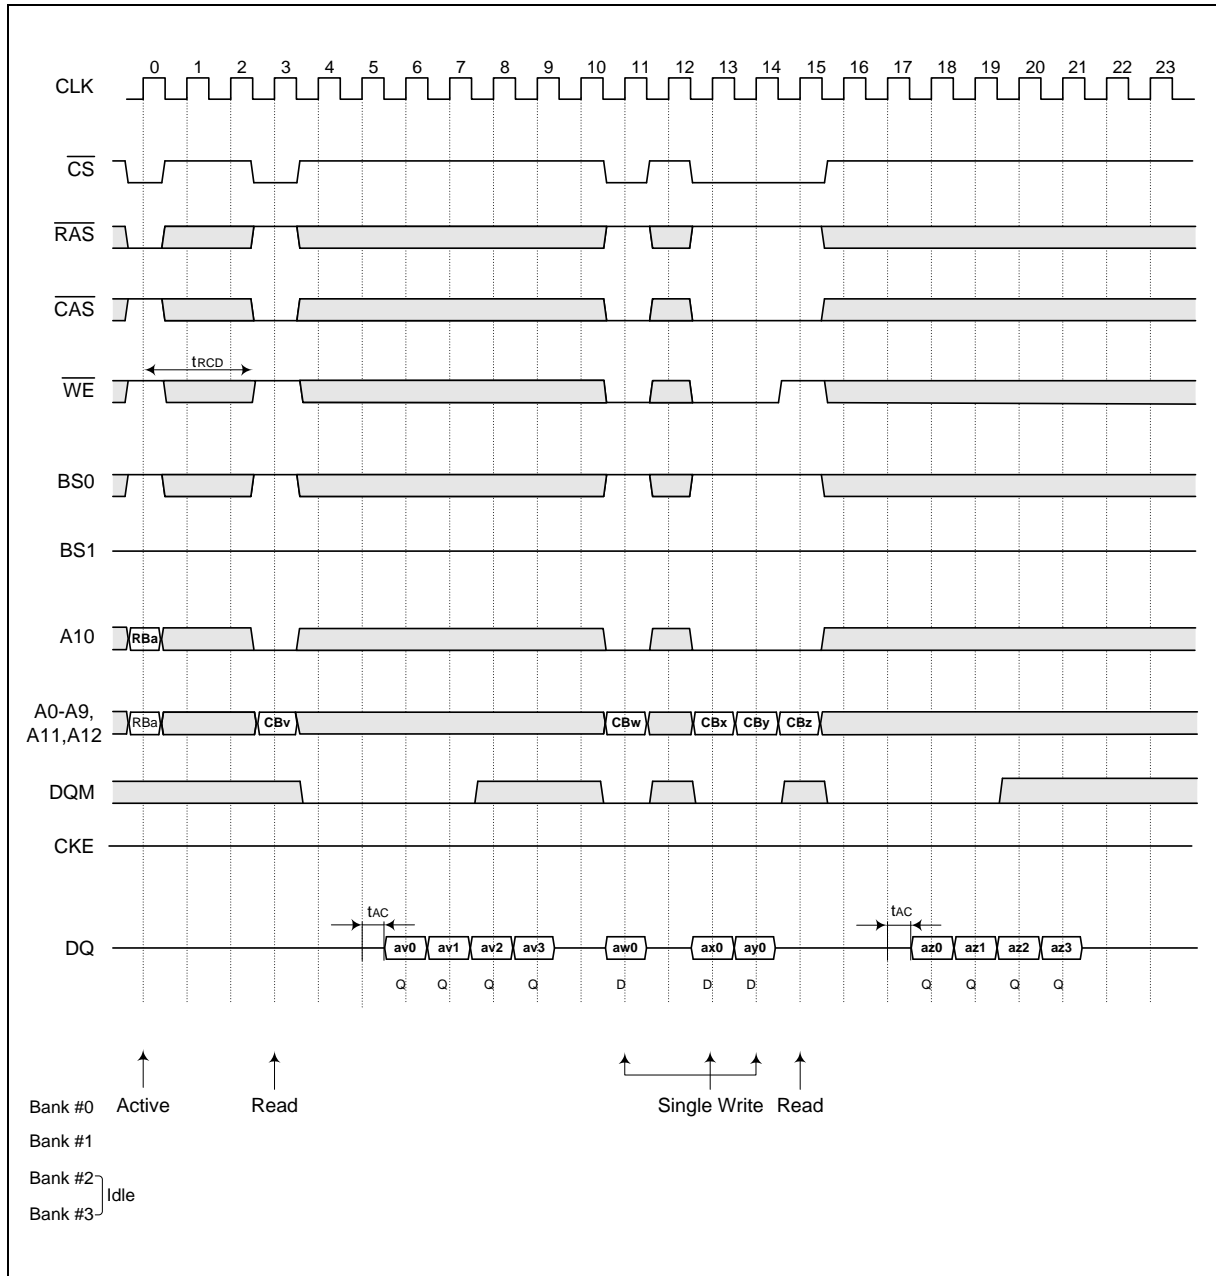 0 1 2 3 4 5 6 7 8 9 10 11 12 13 14 15 16 17 18 19 20 21 22 23
CLK
CS
RAS
CAS
tRCD
WE
BS0
BS1
A10 RBa
A0-A9,
A11,A12
RBa CBv CBw CBx CBy CBz
DQM
CKE
tAC tAC
DQ av0 av1 av2 av3 aw0 ax0 ay0 az0 az1 az2 az3
Q Q Q Q D D D Q Q Q Q
Bank #0 Active Read Single Write Read
Bank #1
Bank #2
Idle
Bank #3